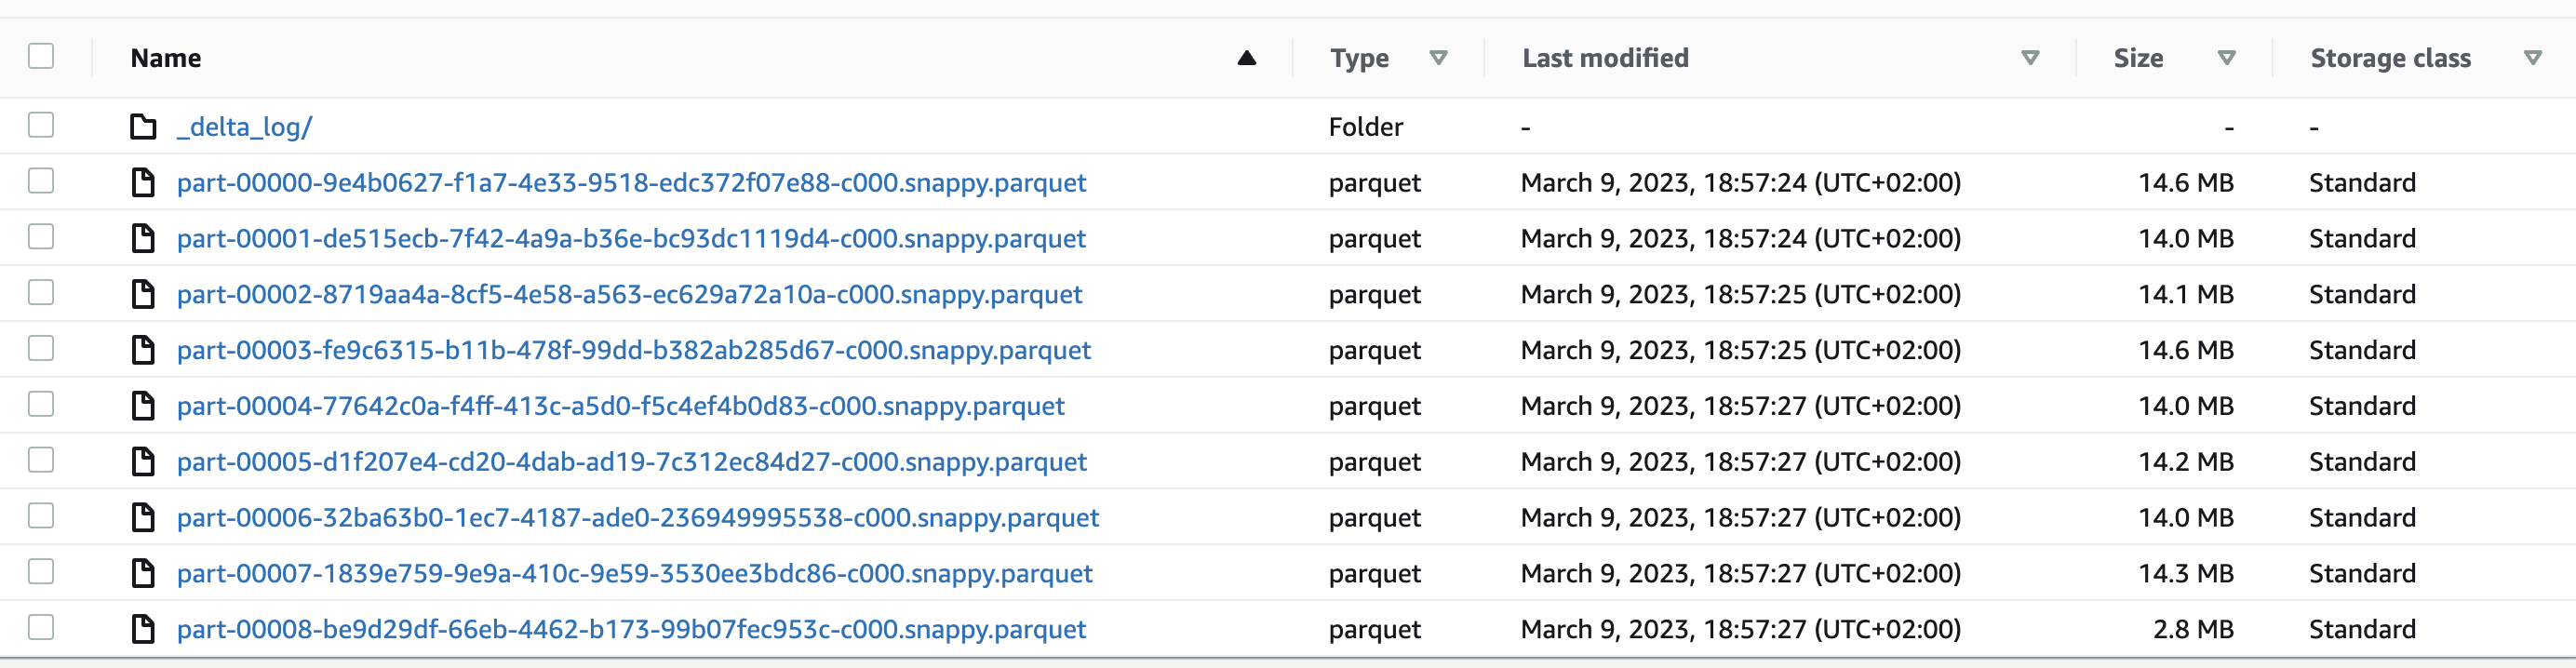 Name Type Last modified Size Storage class
_delta_log/ Folder - - -
part-00000-9e4b0627-f1a7-4e33-9518-edc372f07e88-c000.snappy.parquet parquet March 9, 2023, 18:57:24 (UTC+02:00) 14.6 MB Standard
part-00001-de515ecb-7f42-4a9a-b36e-bc93dc1119d4-c000.snappy.parquet parquet March 9, 2023, 18:57:24 (UTC+02:00) 14.0 MB Standard
part-00002-8719aa4a-8cf5-4e58-a563-ec629a72a10a-c000.snappy.parquet parquet March 9, 2023, 18:57:25 (UTC+02:00) 14.1 MB Standard
part-00003-fe9c6315-b11b-478f-99dd-b382ab285d67-c000.snappy.parquet parquet March 9, 2023, 18:57:25 (UTC+02:00) 14.6 MB Standard
part-00004-77642c0a-f4ff-413c-a5d0-f5c4ef4b0d83-c000.snappy.parquet parquet March 9, 2023, 18:57:27 (UTC+02:00) 14.0 MB Standard
part-00005-d1f207e4-cd20-4dab-ad19-7c312ec84d27-c000.snappy.parquet parquet March 9, 2023, 18:57:27 (UTC+02:00) 14.2 MB Standard
part-00006-32ba63b0-1ec7-4187-ade0-236949995538-c000.snappy.parquet parquet March 9, 2023, 18:57:27 (UTC+02:00) 14.0 MB Standard
part-00007-1839e759-9e9a-410c-9e59-3530ee3bdc86-c000.snappy.parquet parquet March 9, 2023, 18:57:27 (UTC+02:00) 14.3 MB Standard
part-00008-be9d29df-66eb-4462-b173-99b07fec953c-c000.snappy.parquet parquet March 9, 2023, 18:57:27 (UTC+02:00) 2.8 MB Standard